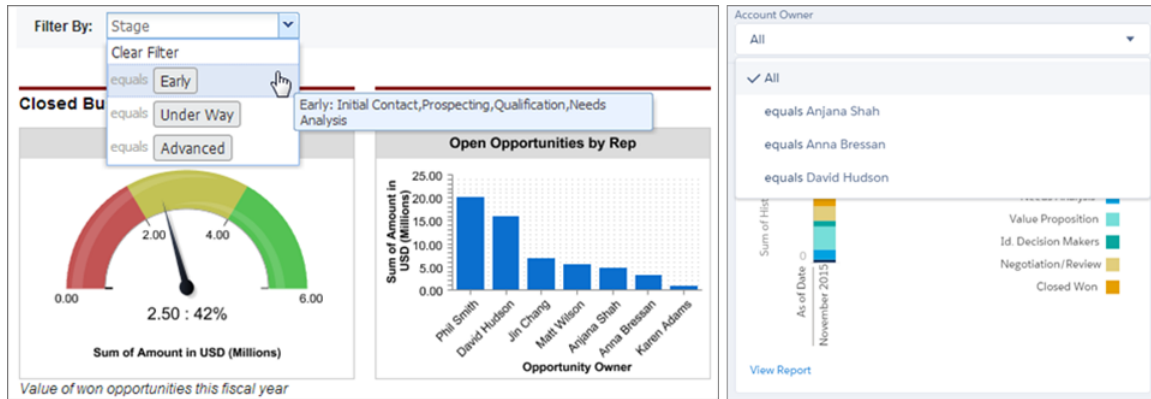 Filter By: Stage
Clear Filter
equals Early
equals Under Way
equals Advanced
Early: Initial Contact,Prospecting,Qualification,Needs
Analysis
Closed Bu
0.00
2.00
4.00
6.00
2.50 : 42%
Sum of Amount in USD (Millions)
Value of won opportunities this fiscal year
Open Opportunities by Rep
Sum of Amount in
USD (Millions)
25.00
20.00
15.00
10.00
5.00
0.00
Phil Smith
David Hudson
Jin Chang
Matt Wilson
Anjana Shah
Anna Bressan
Karen Adams
Opportunity Owner
Account Owner
All
All
equals Anjana Shah
equals Anna Bressan
equals David Hudson
Sum of Hist
0
As of Date
November 2015
Value Proposition
Id. Decision Makers
Negotiation/Review
Closed Won
View Report